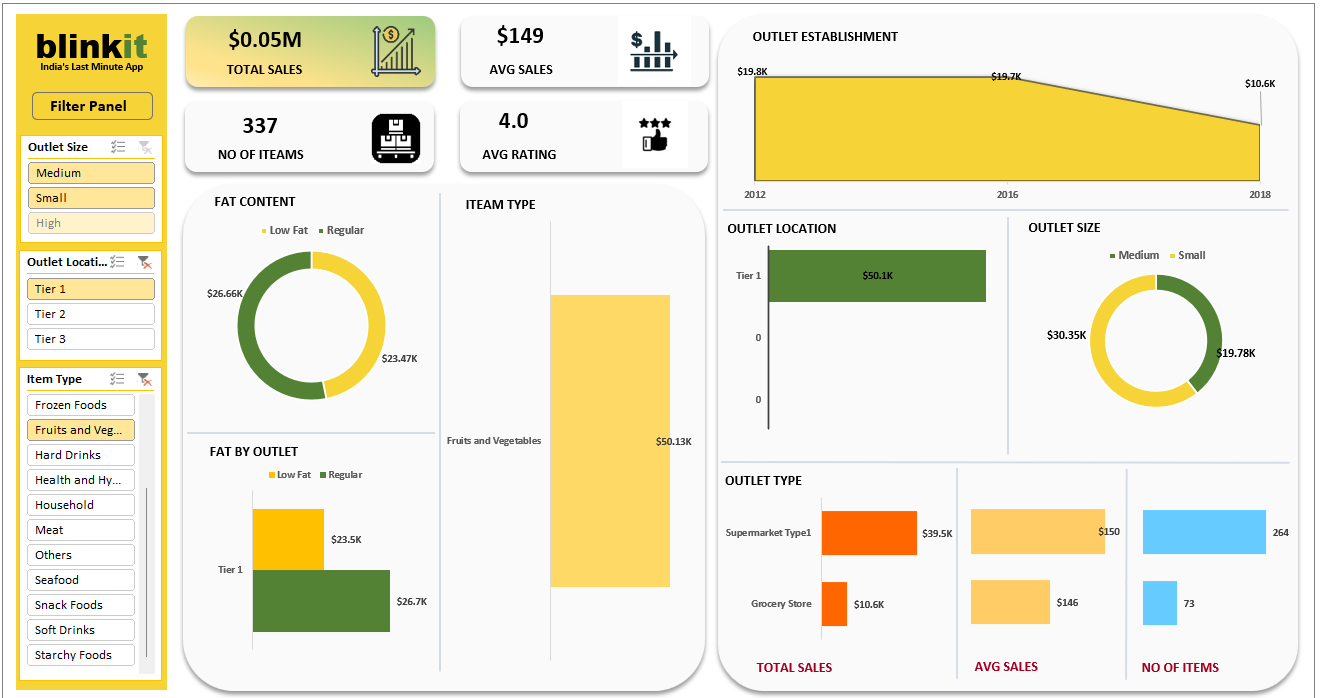 blinkit
India's Last Minute App
Filter Panel
Outlet Size
Medium
Small
High
Outlet Locati...
Tier 1
Tier 2
Tier 3
Item Type
Frozen Foods
Fruits and Veg...
Hard Drinks
Health and Hy...
Household
Meat
Others
Seafood
Snack Foods
Soft Drinks
Starchy Foods
$0.05M
TOTAL SALES
$149
AVG SALES
337
NO OF ITEAMS
4.0
AVG RATING
FAT CONTENT
Low Fat Regular
$26.66K
$23.47K
FAT BY OUTLET
Low Fat Regular
$23.5K
Tier 1
$26.7K
ITEAM TYPE
Fruits and Vegetables
$50.13K
OUTLET ESTABLISHMENT
$19.8K
$19.7K
$10.6K
2012 2016 2018
OUTLET LOCATION
Tier 1
$50.1K
0
0
OUTLET SIZE
Medium Small
$30.35K
$19.78K
OUTLET TYPE
Supermarket Type1 $39.5K $150 264
Grocery Store $10.6K $146 73
TOTAL SALES AVG SALES NO OF ITEMS